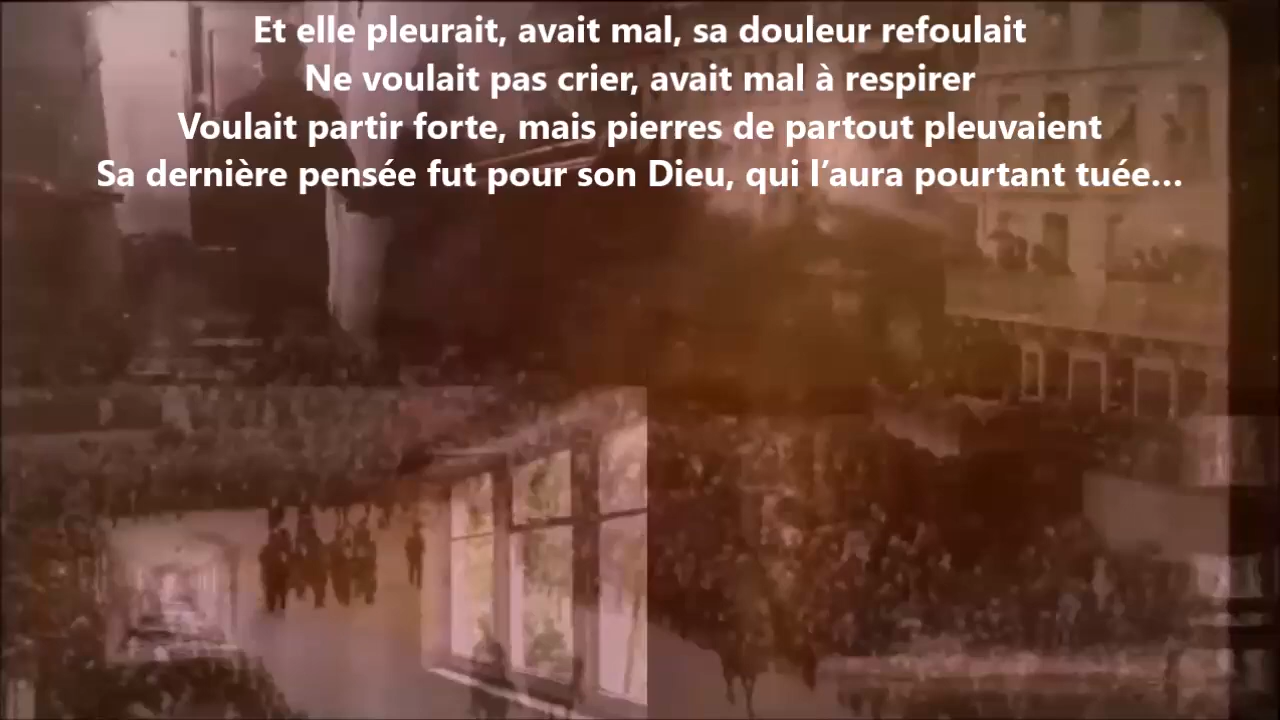 Et elle pleurait, avait mal, sa douleur refoulait
Ne voulait pas crier, avait mal à respirer
Voulait partir forte, mais pierres de partout pleuvaient
Sa dernière pensée fut pour son Dieu, qui l’aura pourtant tuée…